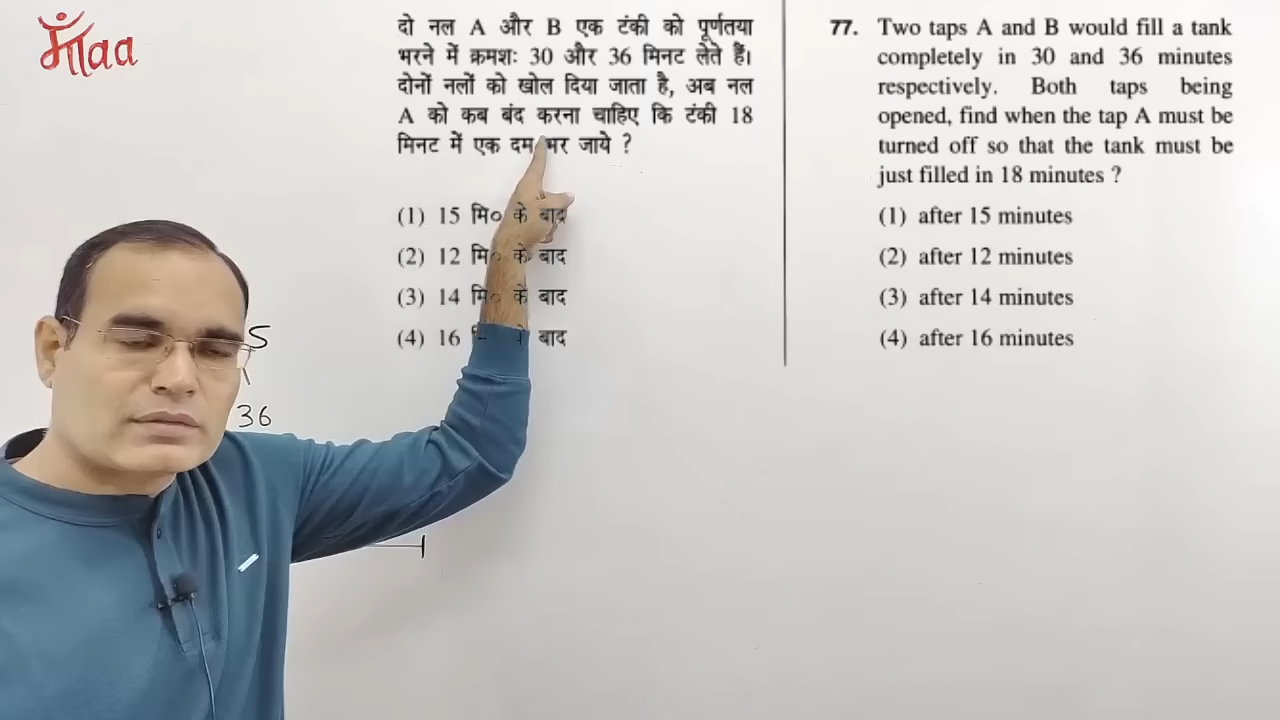 माँaa
दो नल A और B एक टंकी को पूर्णतया
भरने में क्रमशः 30 और 36 मिनट लेते हैं।
दोनों नलों को खोल दिया जाता है, अब नल
A को कब बंद करना चाहिए कि टंकी 18
मिनट में एक दम भर जाये ?
(1) 15 मि० के बाद
(2) 12 मि० के बाद
(3) 14 मि० के बाद
(4) 16 बाद
5
36
77. Two taps A and B would fill a tank
completely in 30 and 36 minutes
respectively. Both taps being
opened, find when the tap A must be
turned off so that the tank must be
just filled in 18 minutes ?
(1) after 15 minutes
(2) after 12 minutes
(3) after 14 minutes
(4) after 16 minutes